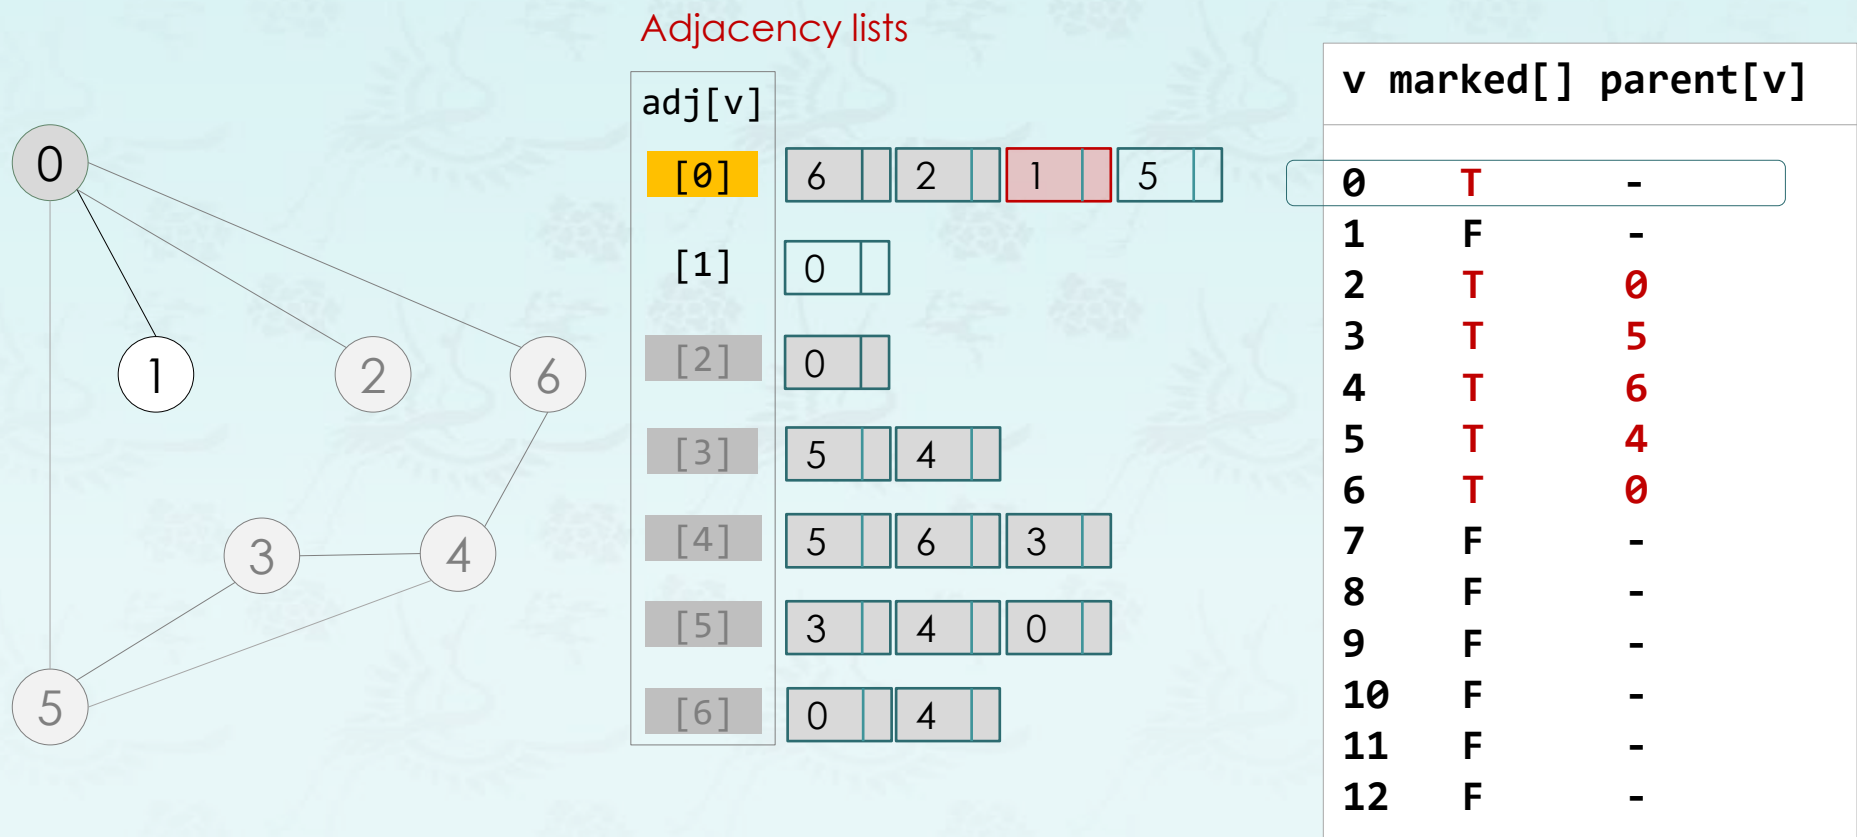 Adjacency lists
adj[v]
[0] 6 2 1 5
[1] 0
[2] 0
[3] 5 4
[4] 5 6 3
[5] 3 4 0
[6] 0 4
0
1 2 6
3 4
5
v marked[] parent[v]
0 T -
1 F -
2 T 0
3 T 5
4 T 6
5 T 4
6 T 0
7 F -
8 F -
9 F -
10 F -
11 F -
12 F -